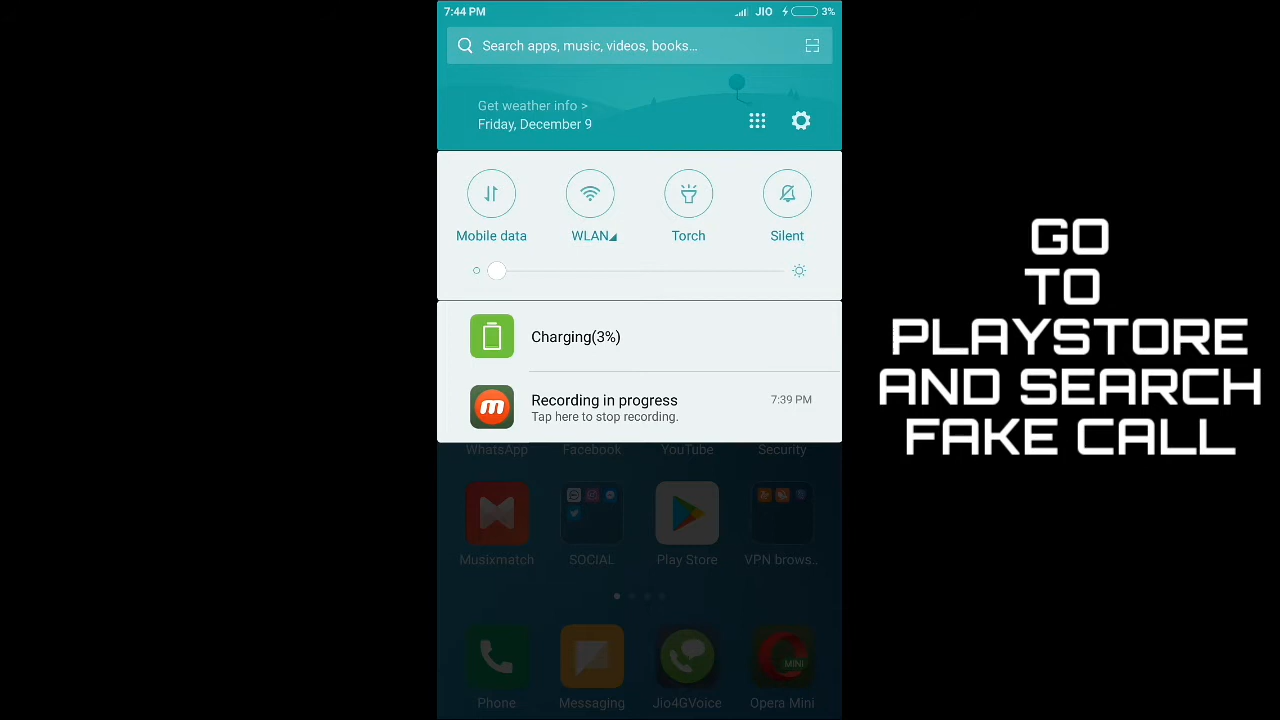 7:44 PM
JIO
3%
Search apps, music, videos, books...
Get weather info >
Friday, December 9
Mobile data
WLAN
Torch
Silent
Charging(3%)
Recording in progress
7:39 PM
Tap here to stop recording.
WhatsApp
Facebook
YouTube
Security
Musixmatch
SOCIAL
Play Store
VPN brows..
MINI
Phone
Messaging
Jio4GVoice
Opera Mini
GO
TO
PLAYSTORE
AND SEARCH
FAKE CALL